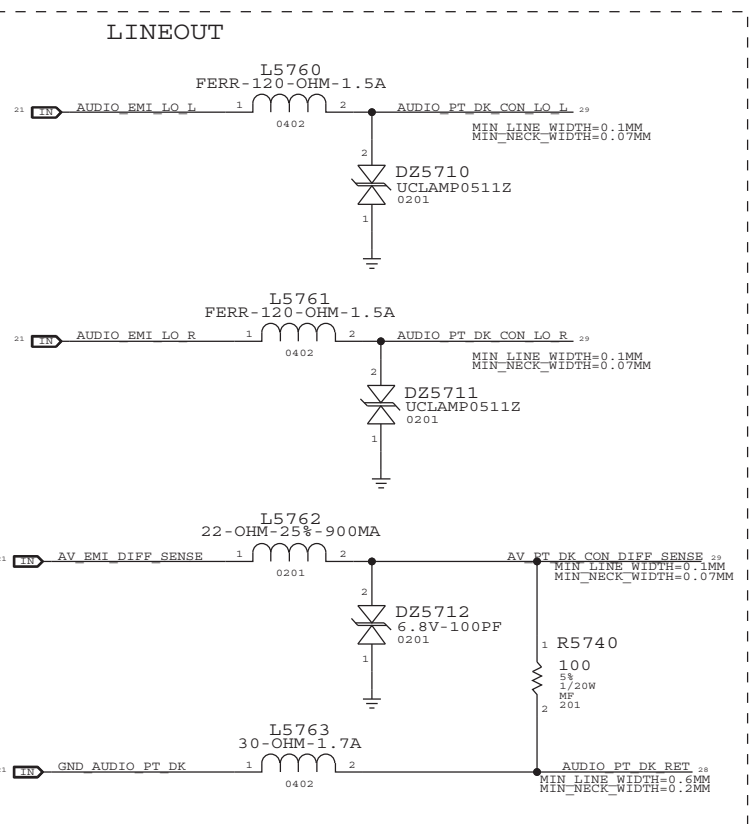 LINEOUT
L5760
FERR-120-OHM-1.5A
21 IN AUDIO_EMI_LO_L 1 2 AUDIO_PT_DK_CON_LO_L 29
0402
MIN_LINE_WIDTH=0.1MM
MIN_NECK_WIDTH=0.07MM
2
DZ5710
UCLAMP0511Z
0201
1
L5761
FERR-120-OHM-1.5A
21 IN AUDIO_EMI_LO_R 1 2 AUDIO_PT_DK_CON_LO_R 29
0402
MIN_LINE_WIDTH=0.1MM
MIN_NECK_WIDTH=0.07MM
2
DZ5711
UCLAMP0511Z
0201
1
L5762
22-OHM-25%-900MA
21 IN AV_EMI_DIFF_SENSE 1 2 AV_PT_DK_CON_DIFF_SENSE 29
0201
MIN_LINE_WIDTH=0.1MM
MIN_NECK_WIDTH=0.07MM
2
DZ5712
6.8V-100PF
0201
1
1 R5740
100
5%
1/20W
MF
201
2
L5763
30-OHM-1.7A
21 IN GND_AUDIO_PT_DK 1 2 AUDIO_PT_DK_RET 28
0402
MIN_LINE_WIDTH=0.6MM
MIN_NECK_WIDTH=0.2MM